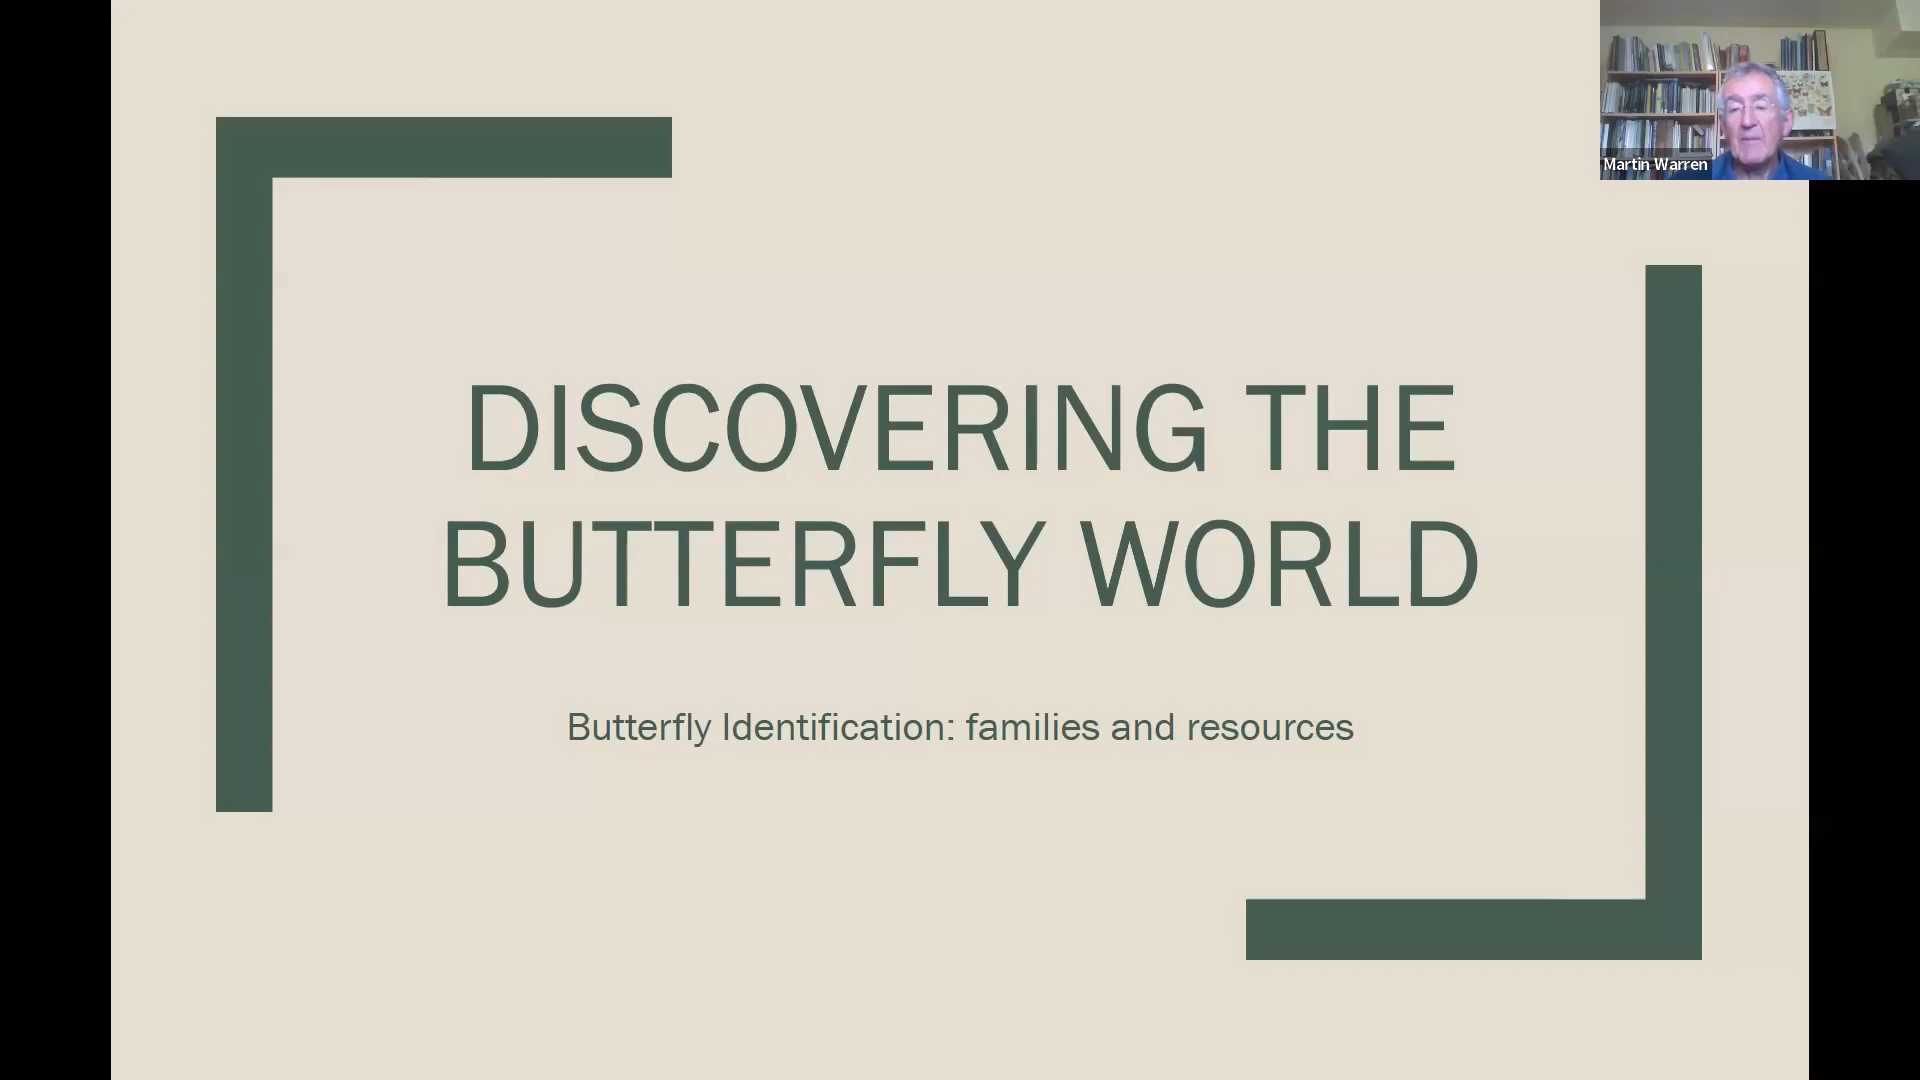 Martin Warren
DISCOVERING THE
BUTTERFLY WORLD
Butterfly Identification: families and resources